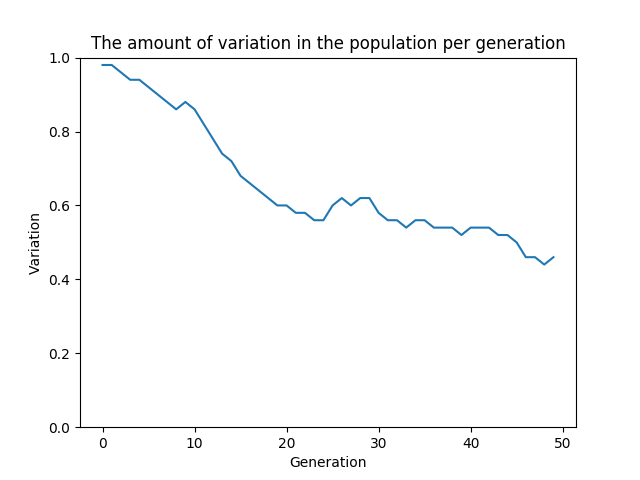 The amount of variation in the population per generation
1.0
0.8
0.6
0.4
0.2
0.0
Variation
0 10 20 30 40 50
Generation